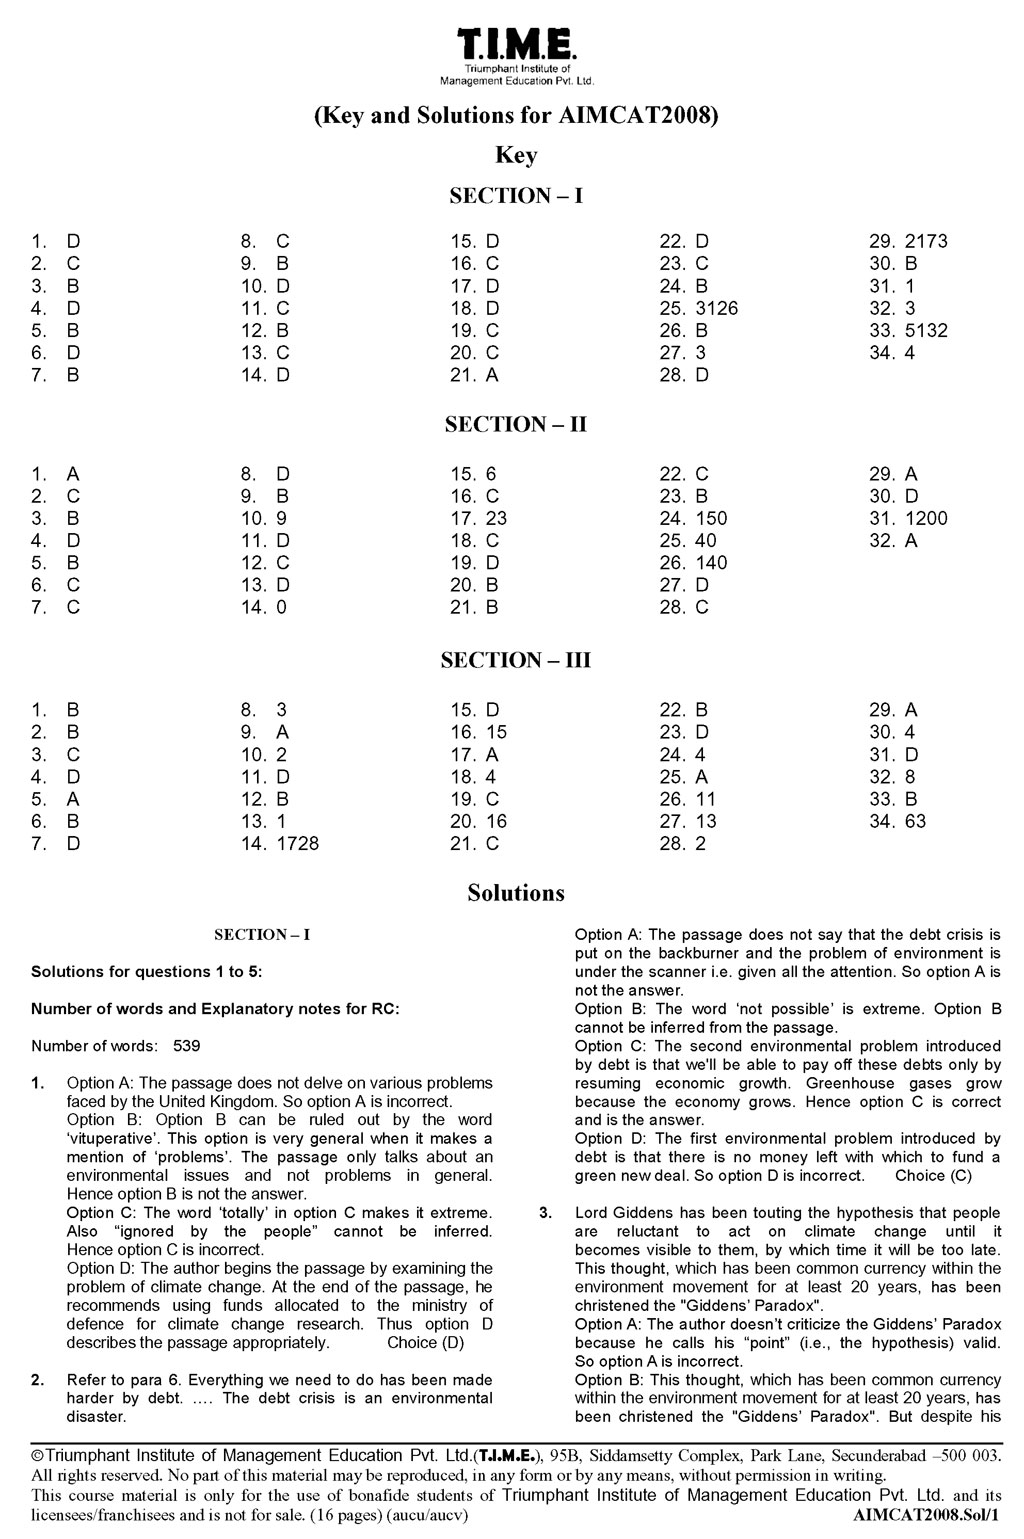 T.I.M.E.
Triumphant Institute of
Management Education Pvt. Ltd.
(Key and Solutions for AIMCAT2008)
Key
SECTION – I
1. D 8. C 15. D 22. D 29. 2173
2. C 9. B 16. C 23. C 30. B
3. B 10. D 17. D 24. B 31. 1
4. D 11. C 18. D 25. 3126 32. 3
5. B 12. B 19. C 26. B 33. 5132
6. D 13. C 20. C 27. 3 34. 4
7. B 14. D 21. A 28. D
SECTION – II
1. A 8. D 15. 6 22. C 29. A
2. C 9. B 16. C 23. B 30. D
3. B 10. 9 17. 23 24. 150 31. 1200
4. D 11. D 18. C 25. 40 32. A
5. B 12. C 19. D 26. 140
6. C 13. D 20. B 27. D
7. C 14. 0 21. B 28. C
SECTION – III
1. B 8. 3 15. D 22. B 29. A
2. B 9. A 16. 15 23. D 30. 4
3. C 10. 2 17. A 24. 4 31. D
4. D 11. D 18. 4 25. A 32. 8
5. A 12. B 19. C 26. 11 33. B
6. B 13. 1 20. 16 27. 13 34. 63
7. D 14. 1728 21. C 28. 2
Solutions
SECTION – I
Solutions for questions 1 to 5:
Number of words and Explanatory notes for RC:
Number of words: 539
1. Option A: The passage does not delve on various problems
faced by the United Kingdom. So option A is incorrect.
Option B: Option B can be ruled out by the word
‘vituperative’. This option is very general when it makes a
mention of ‘problems’. The passage only talks about an
environmental issues and not problems in general.
Hence option B is not the answer.
Option C: The word ‘totally’ in option C makes it extreme.
Also “ignored by the people” cannot be inferred.
Hence option C is incorrect.
Option D: The author begins the passage by examining the
problem of climate change. At the end of the passage, he
recommends using funds allocated to the ministry of
defence for climate change research. Thus option D
describes the passage appropriately. Choice (D)
2. Refer to para 6. Everything we need to do has been made
harder by debt. …. The debt crisis is an environmental
disaster.
Option A: The passage does not say that the debt crisis is
put on the backburner and the problem of environment is
under the scanner i.e. given all the attention. So option A is
not the answer.
Option B: The word ‘not possible’ is extreme. Option B
cannot be inferred from the passage.
Option C: The second environmental problem introduced
by debt is that we'll be able to pay off these debts only by
resuming economic growth. Greenhouse gases grow
because the economy grows. Hence option C is correct
and is the answer.
Option D: The first environmental problem introduced by
debt is that there is no money left with which to fund a
green new deal. So option D is incorrect. Choice (C)
3. Lord Giddens has been touting the hypothesis that people
are reluctant to act on climate change until it
becomes visible to them, by which time it will be too late.
This thought, which has been common currency within the
environment movement for at least 20 years, has been
christened the "Giddens’ Paradox".
Option A: The author doesn’t criticize the Giddens’ Paradox
because he calls his “point” (i.e., the hypothesis) valid.
So option A is incorrect.
Option B: This thought, which has been common currency
within the environment movement for at least 20 years, has
been christened the "Giddens’ Paradox". But despite his
©Triumphant Institute of Management Education Pvt. Ltd.(T.I.M.E.), 95B, Siddamsetty Complex, Park Lane, Secunderabad –500 003.
All rights reserved. No part of this material may be reproduced, in any form or by any means, without permission in writing.
This course material is only for the use of bonafide students of Triumphant Institute of Management Education Pvt. Ltd. and its
licensees/franchisees and is not for sale. (16 pages) (aucu/aucv) AIMCAT2008.Sol/1